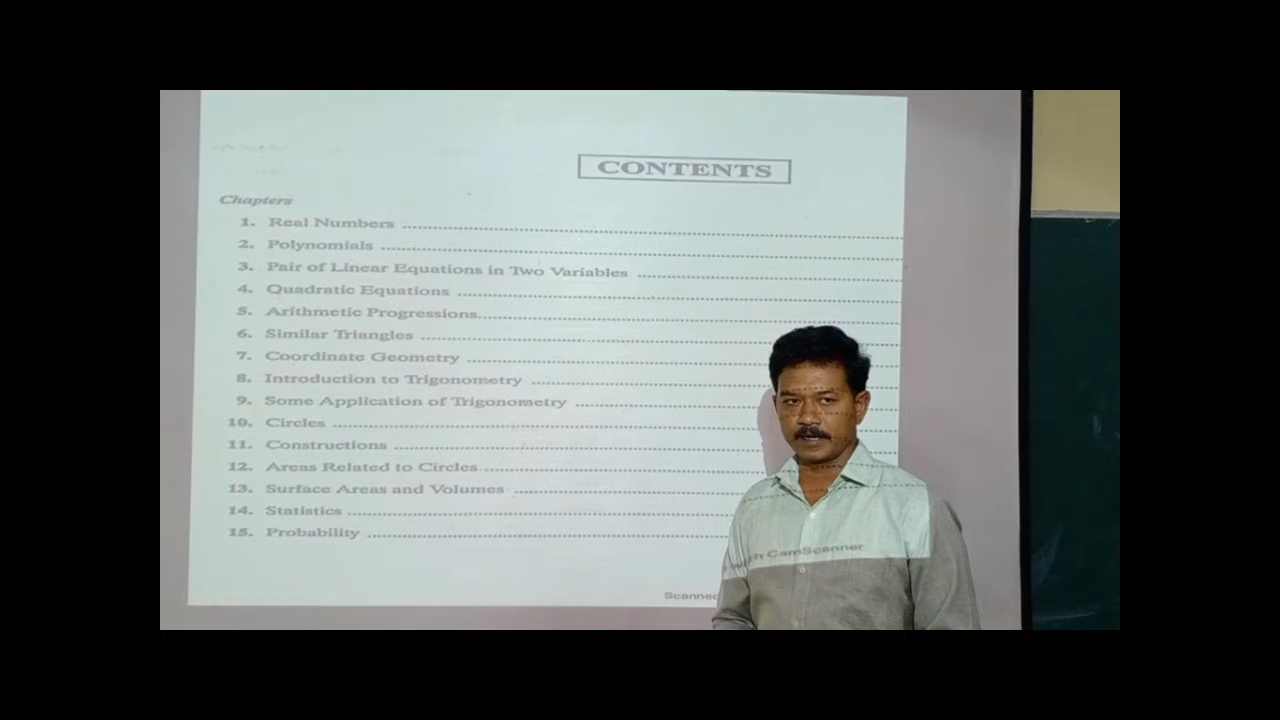 CONTENTS
Chapters
1. Real Numbers ........................................
2. Polynomials ........................................
3. Pair of Linear Equations in Two Variables ........................................
4. Quadratic Equations ........................................
5. Arithmetic Progressions........................................
6. Similar Triangles ........................................
7. Coordinate Geometry ........................................
8. Introduction to Trigonometry ........................................
9. Some Application of Trigonometry ........................................
10. Circles ........................................
11. Constructions ........................................
12. Areas Related to Circles ........................................
13. Surface Areas and Volumes ........................................
14. Statistics ........................................
15. Probability ........................................
Scanned CamScanner